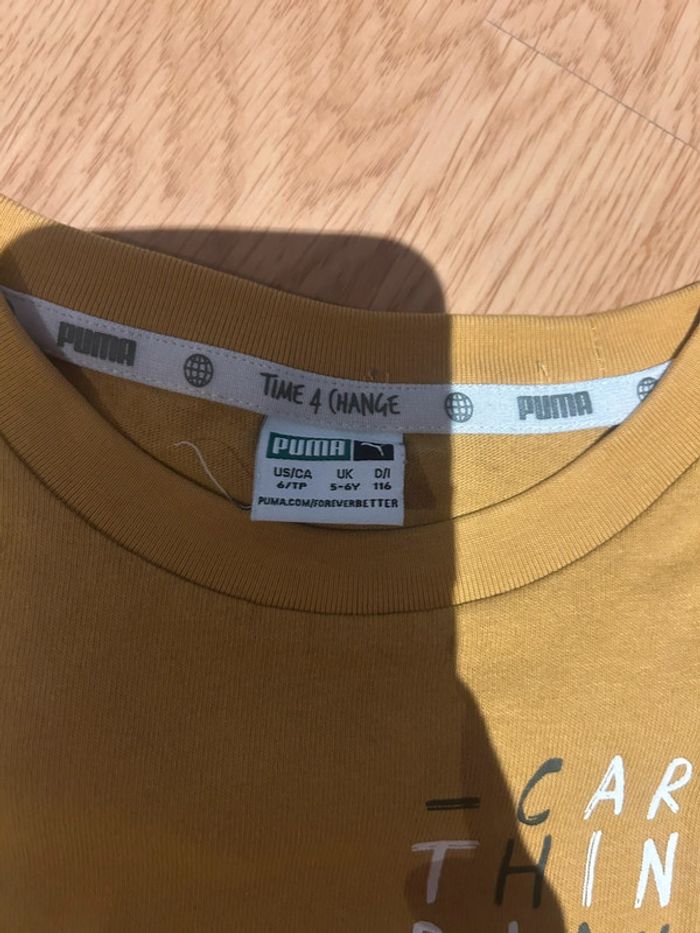 PUMA TIME 4 CHANGE PUMA
PUMA
US/CA UK D/I
6/TP 5-6Y 116
PUMA.COM/FOREVERBETTER
CAR
THIN